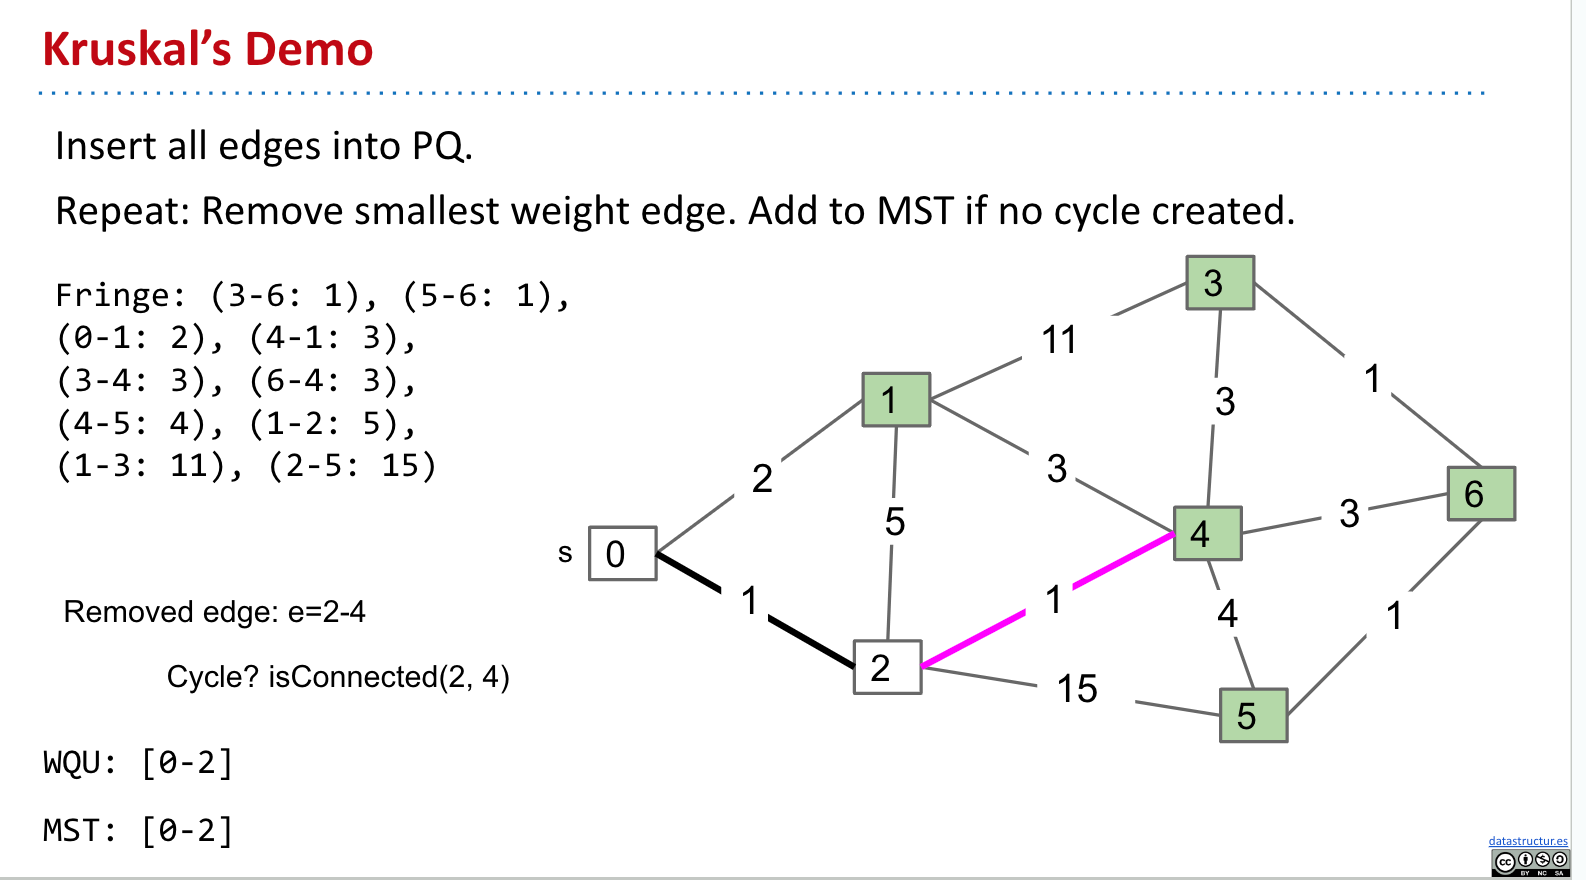 Kruskal's Demo
Insert all edges into PQ.
Repeat: Remove smallest weight edge. Add to MST if no cycle created.
Fringe: (3-6: 1), (5-6: 1),
(0-1: 2), (4-1: 3),
(3-4: 3), (6-4: 3),
(4-5: 4), (1-2: 5),
(1-3: 11), (2-5: 15)
3
11
1
1
3
2
3
6
5
3
4
s
0
1
1
4
1
2
15
5
Removed edge: e=2-4
Cycle? isConnected(2, 4)
WQU: [0-2]
MST: [0-2]
datastructur.es
cc
BY NC SA